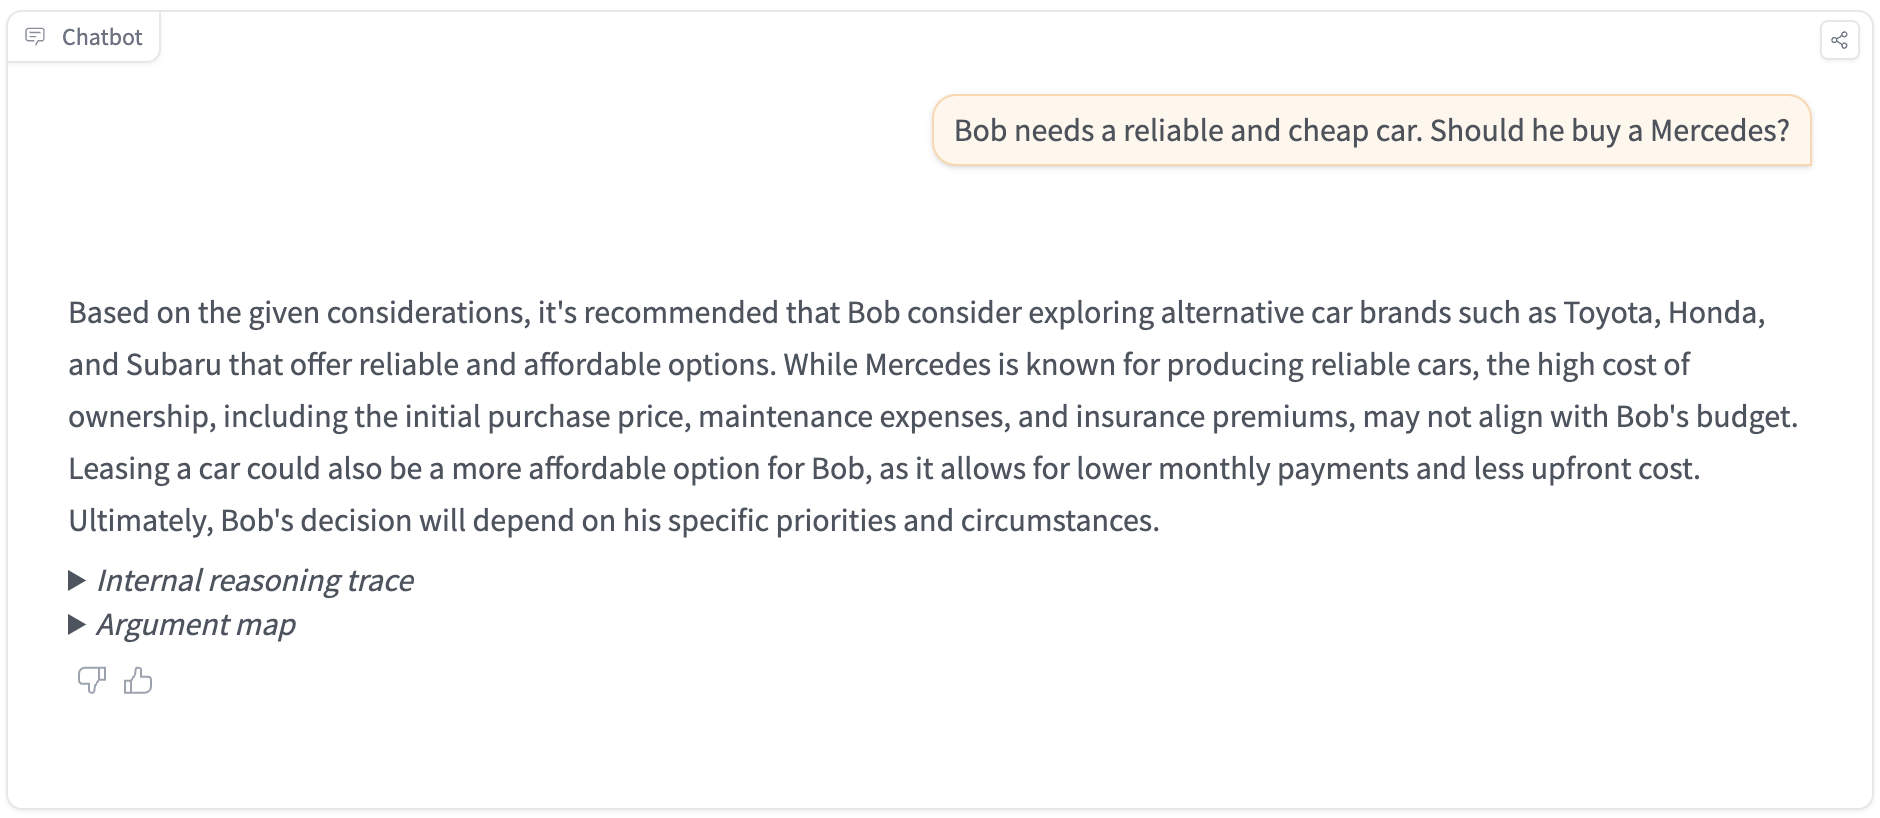 Chatbot
Bob needs a reliable and cheap car. Should he buy a Mercedes?
Based on the given considerations, it's recommended that Bob consider exploring alternative car brands such as Toyota, Honda,
and Subaru that offer reliable and affordable options. While Mercedes is known for producing reliable cars, the high cost of
ownership, including the initial purchase price, maintenance expenses, and insurance premiums, may not align with Bob's budget.
Leasing a car could also be a more affordable option for Bob, as it allows for lower monthly payments and less upfront cost.
Ultimately, Bob's decision will depend on his specific priorities and circumstances.
Internal reasoning trace
Argument map